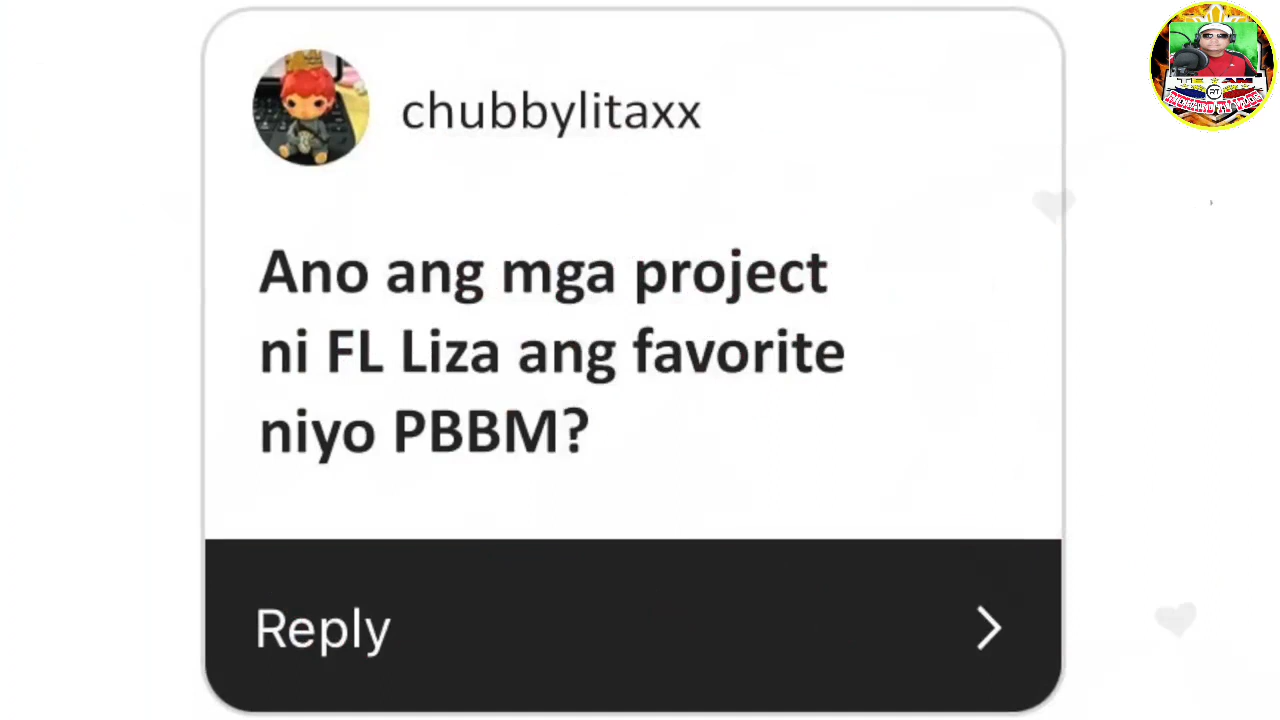 chubbylitaxx
Ano ang mga project
ni FL Liza ang favorite
niyo PBBM?
Reply